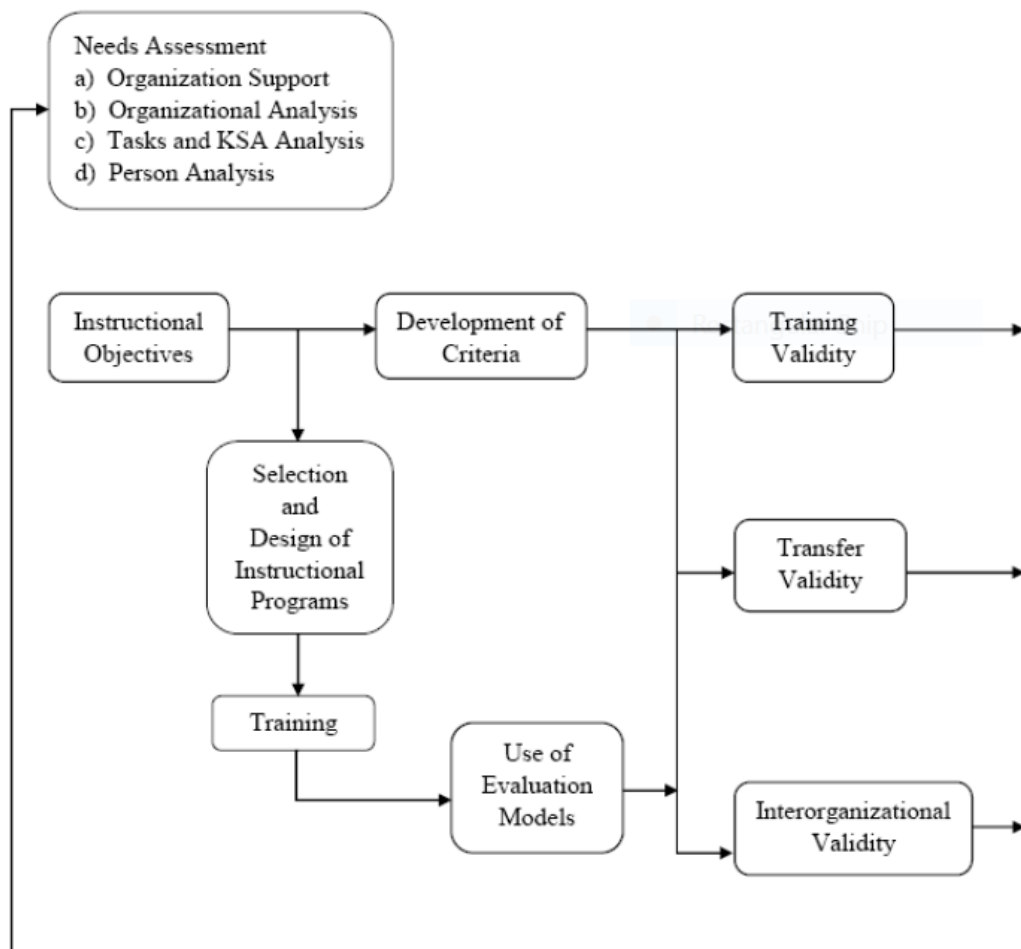 Needs Assessment
a) Organization Support
b) Organizational Analysis
c) Tasks and KSA Analysis
d) Person Analysis
Instructional
Objectives
Development of
Criteria
Training
Validity
Selection
and
Design of
Instructional
Programs
Transfer
Validity
Training
Use of
Evaluation
Models
Interorganizational
Validity